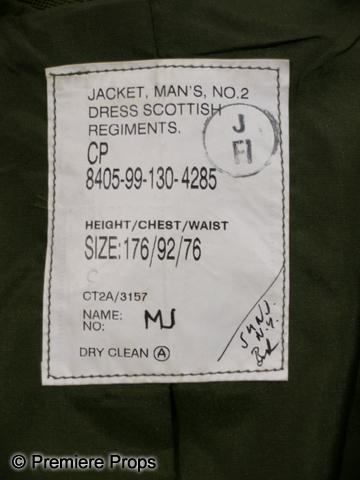 JACKET, MAN'S, NO.2
DRESS SCOTTISH
REGIMENTS.
J
FI
CP
8405-99-130-4285
HEIGHT/CHEST/WAIST
SIZE: 176/92/76
C
CT2A/3157
NAME: MJ
NO:
DRY CLEAN A
N.Y.
© Premiere Props